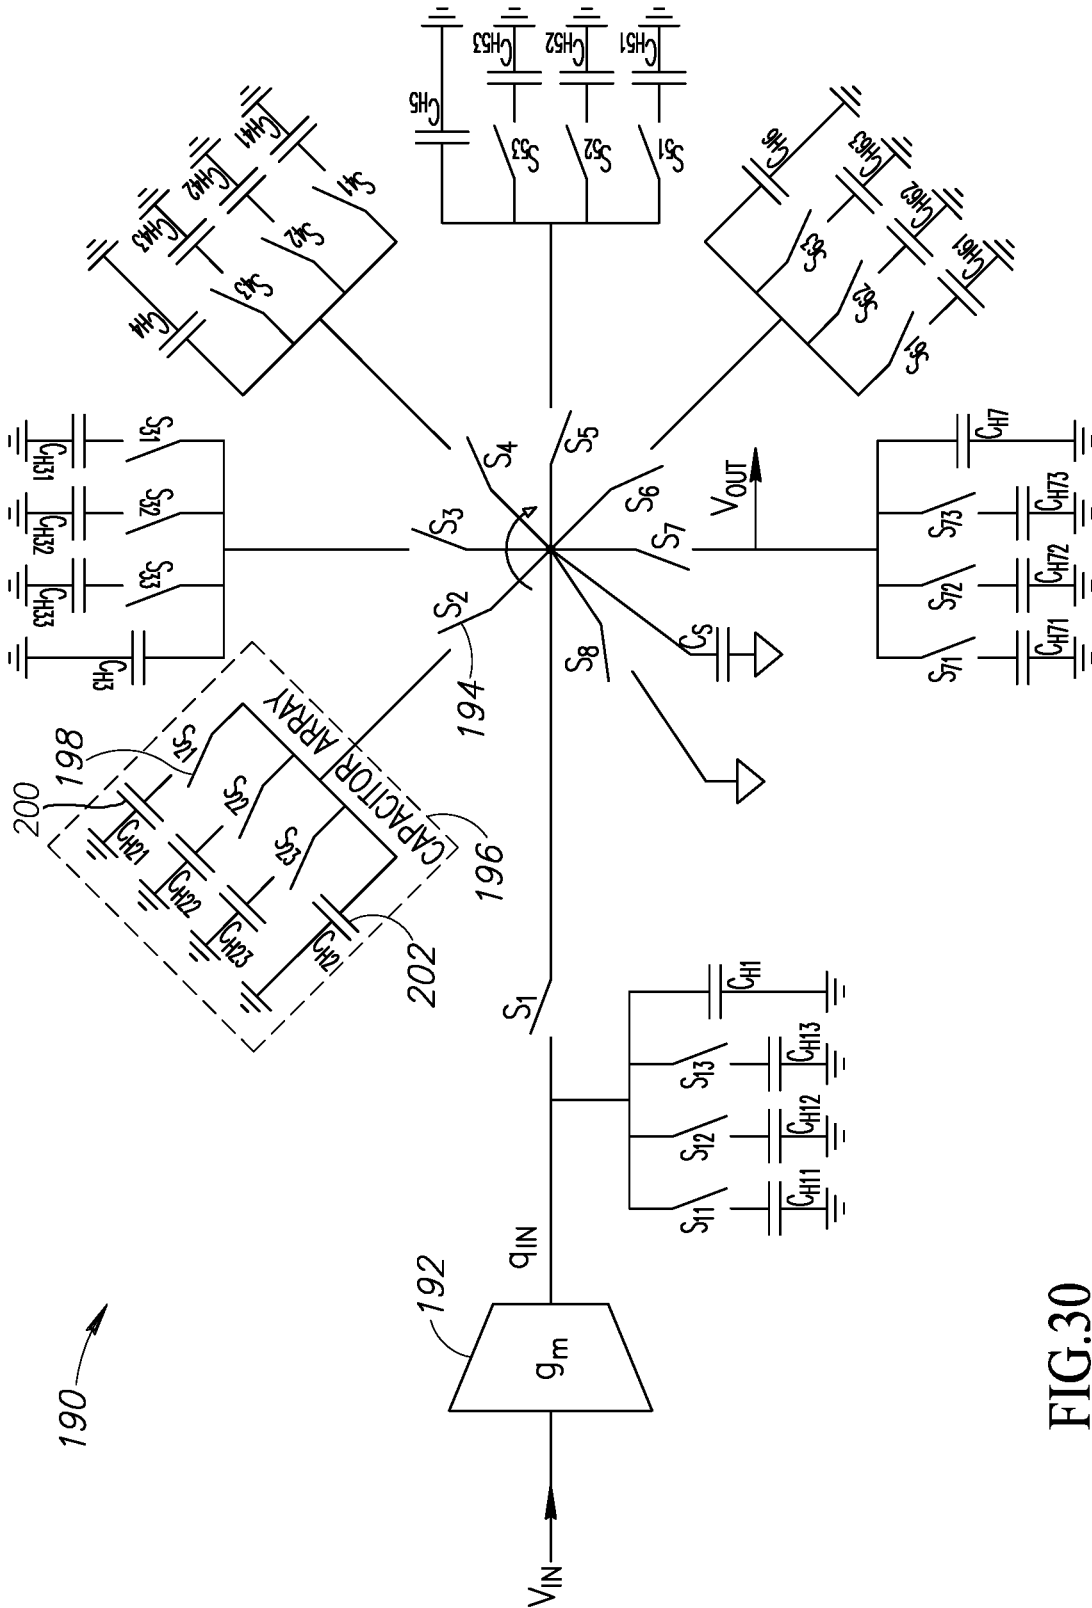 190
V_IN
192
g_m
q_IN
S_11
S_12
S_13
C_H11
C_H12
C_H13
C_H1
S_1
200
198
C_H21
C_H22
C_H23
C_H2
S_21
S_22
S_23
CAPACITOR ARRAY
196
202
194
S_2
C_H3
C_H33
C_H32
C_H31
S_33
S_32
S_31
S_3
C_H4
C_H43
C_H42
C_H41
S_43
S_42
S_41
S_4
C_H5
C_H53
C_H52
C_H51
S_53
S_52
S_51
S_5
C_H6
C_H63
C_H62
C_H61
S_63
S_62
S_61
S_6
S_7
V_OUT
S_71
S_72
S_73
C_H71
C_H72
C_H73
C_H7
S_8
C_S
FIG.30